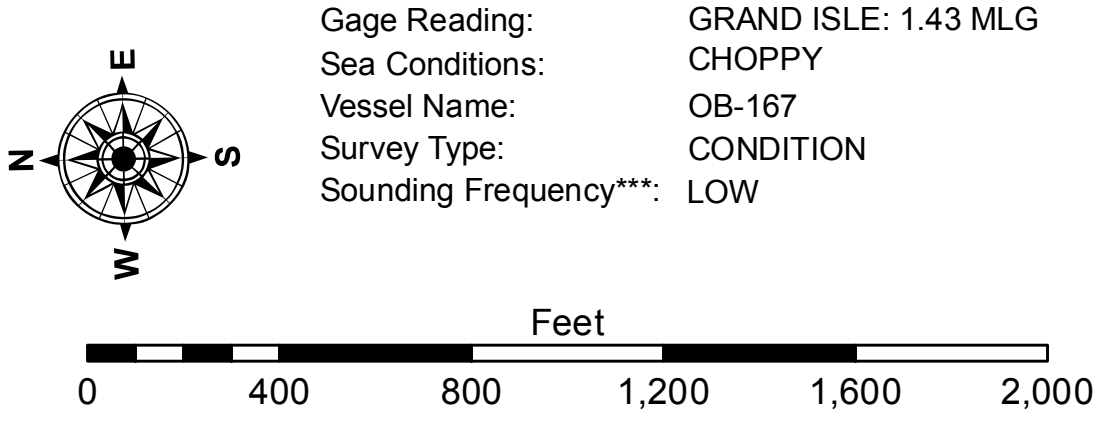 Gage Reading: GRAND ISLE: 1.43 MLG
Sea Conditions: CHOPPY
Vessel Name: OB-167
Survey Type: CONDITION
Sounding Frequency***: LOW
E
N
S
W
Feet
0 400 800 1,200 1,600 2,000